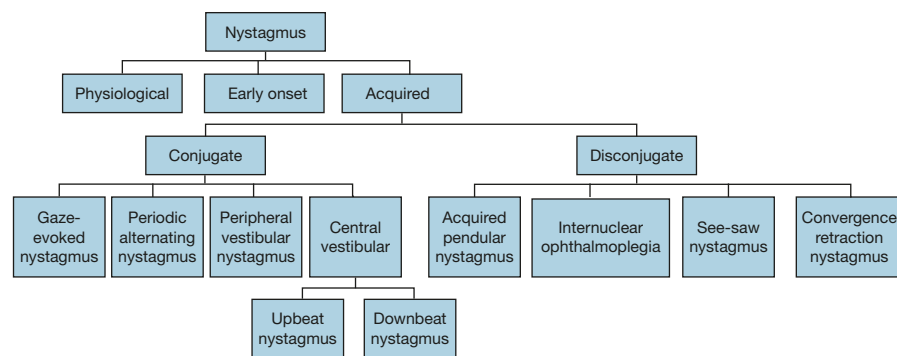 Nystagmus
Physiological
Early onset
Acquired
Conjugate
Disconjugate
Gaze-
evoked
nystagmus
Periodic
alternating
nystagmus
Peripheral
vestibular
nystagmus
Central
vestibular
Acquired
pendular
nystagmus
Internuclear
ophthalmoplegia
See-saw
nystagmus
Convergence
retraction
nystagmus
Upbeat
nystagmus
Downbeat
nystagmus